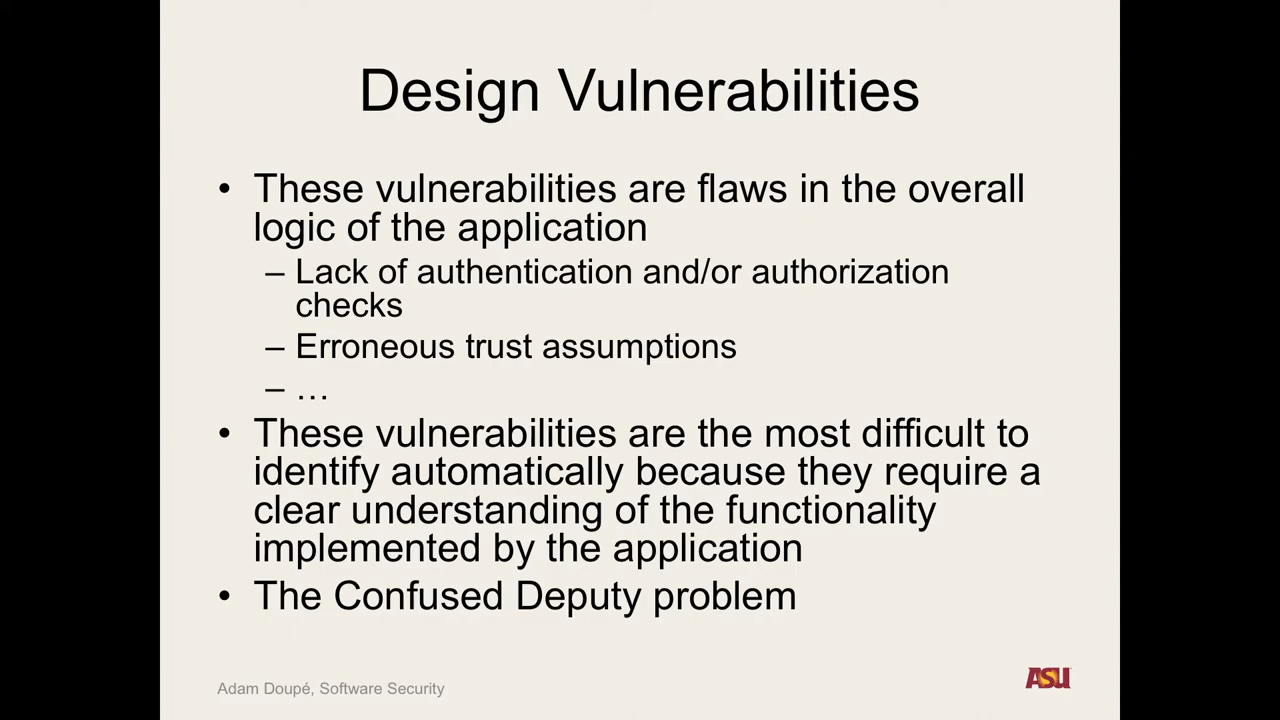 Design Vulnerabilities
• These vulnerabilities are flaws in the overall
logic of the application
– Lack of authentication and/or authorization
checks
– Erroneous trust assumptions
– …
• These vulnerabilities are the most difficult to
identify automatically because they require a
clear understanding of the functionality
implemented by the application
• The Confused Deputy problem
Adam Doupé, Software Security
ASU